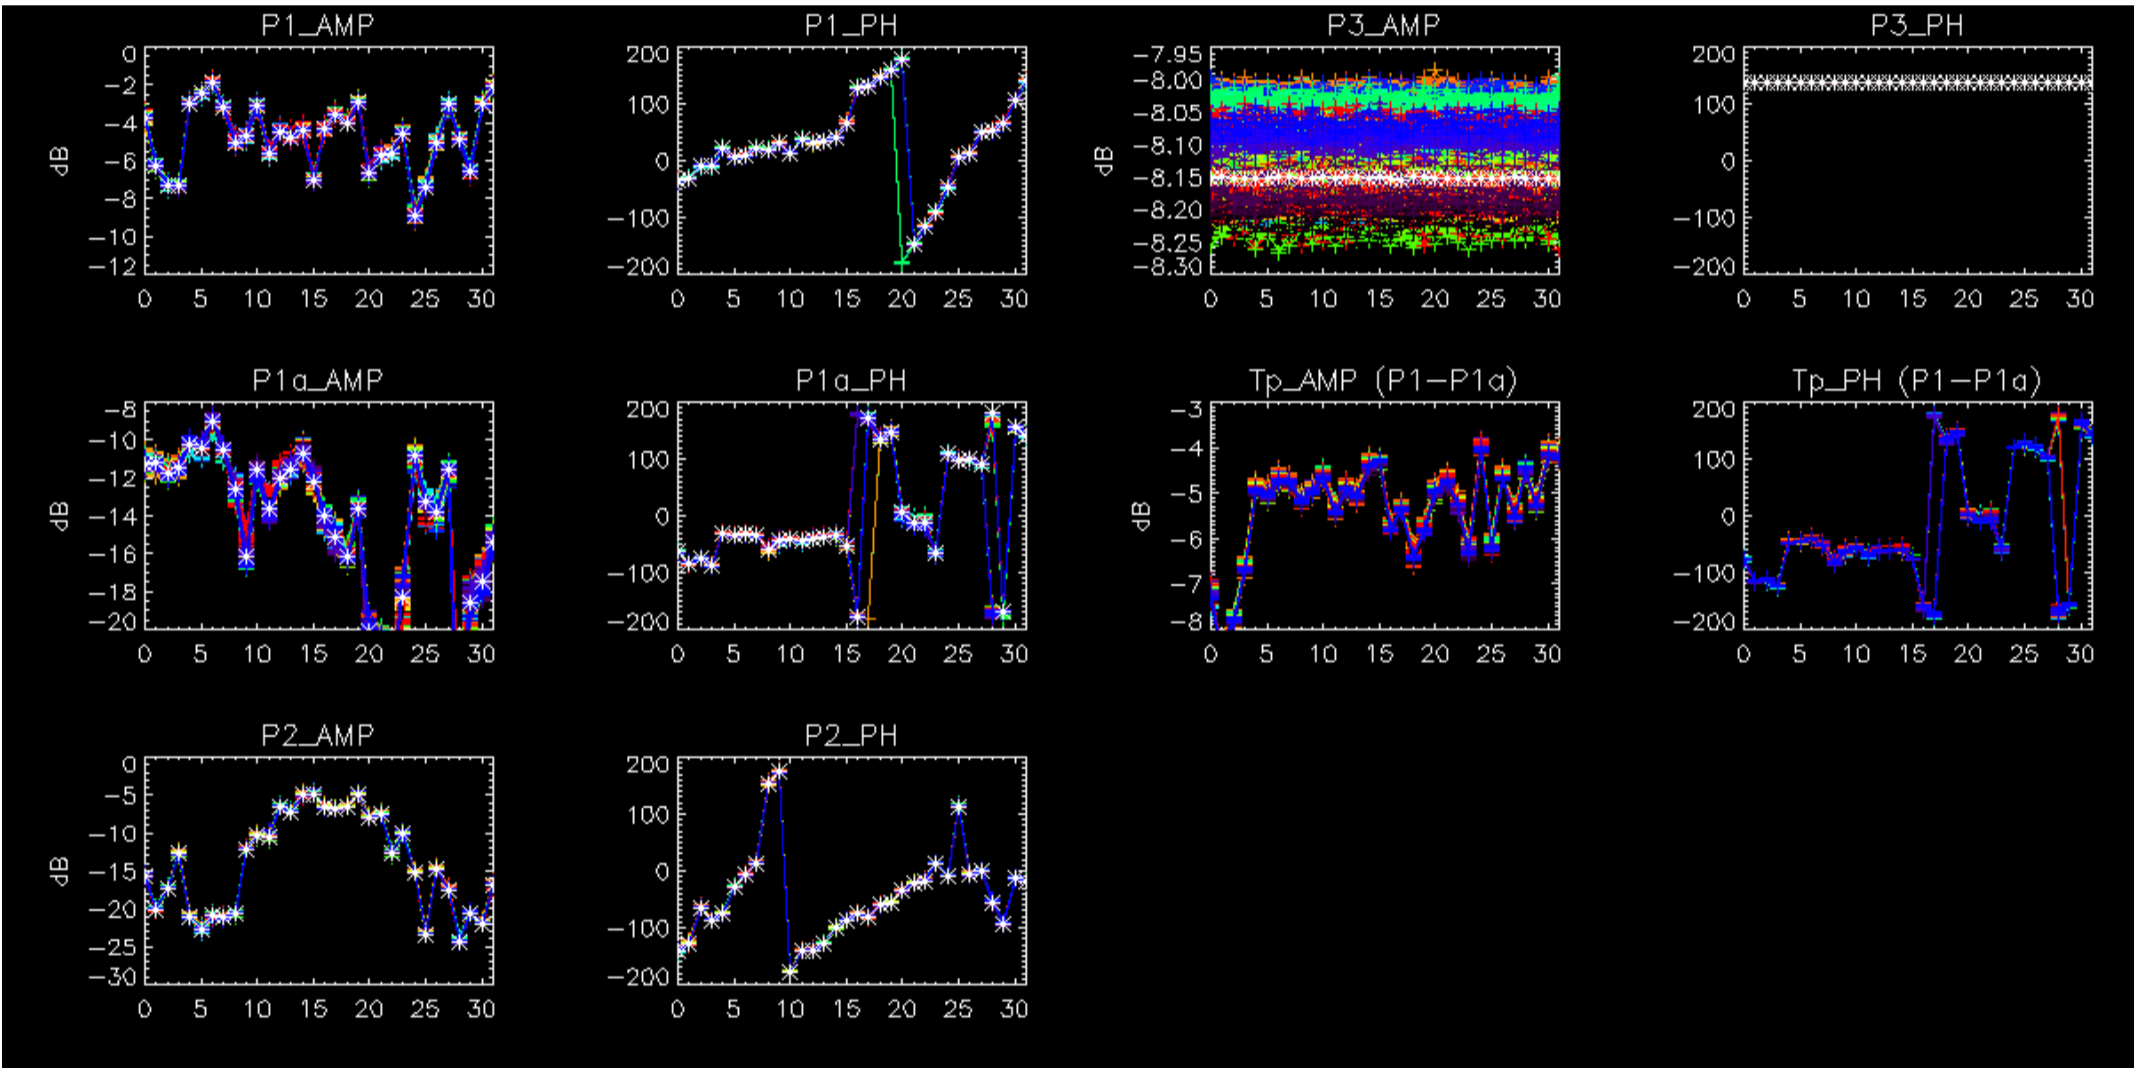 P1_AMP
0
−2
−4
−6
−8
−10
−12
dB
0 5 10 15 20 25 30
P1_PH
200
100
0
−100
−200
0 5 10 15 20 25 30
P3_AMP
−7.95
−8.00
−8.05
−8.10
−8.15
−8.20
−8.25
−8.30
dB
0 5 10 15 20 25 30
P3_PH
200
100
0
−100
−200
0 5 10 15 20 25 30
P1a_AMP
−8
−10
−12
−14
−16
−18
−20
dB
0 5 10 15 20 25 30
P1a_PH
200
100
0
−100
−200
0 5 10 15 20 25 30
Tp_AMP (P1−P1a)
−3
−4
−5
−6
−7
−8
dB
0 5 10 15 20 25 30
Tp_PH (P1−P1a)
200
100
0
−100
−200
0 5 10 15 20 25 30
P2_AMP
0
−5
−10
−15
−20
−25
−30
dB
0 5 10 15 20 25 30
P2_PH
200
100
0
−100
−200
0 5 10 15 20 25 30